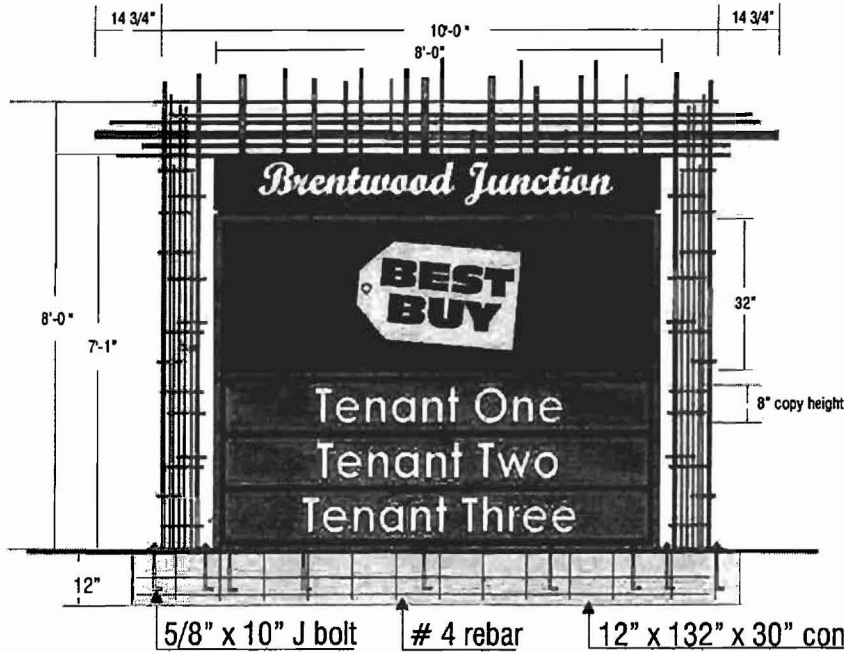 14 3/4"
10'-0"
14 3/4"
8'-0"
Brentwood Junction
BEST
BUY
32"
8'-0"
7'-1"
Tenant One
8" copy height
Tenant Two
Tenant Three
12"
5/8" x 10" J bolt
# 4 rebar
12" x 132" x 30" con